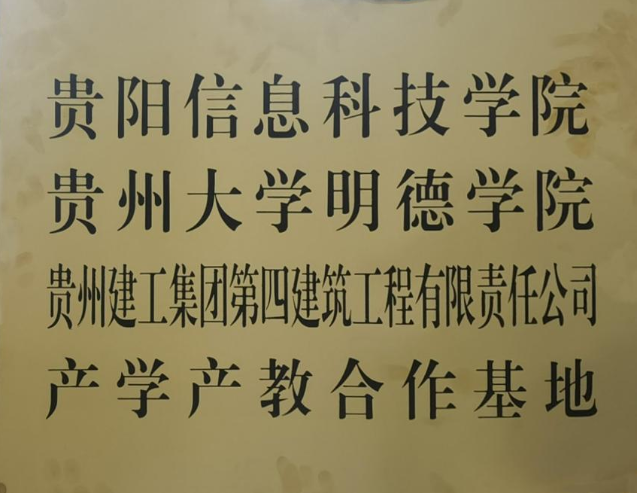 贵阳信息科技学院
贵州大学明德学院
贵州建工集团第四建筑工程有限责任公司
产学产教合作基地